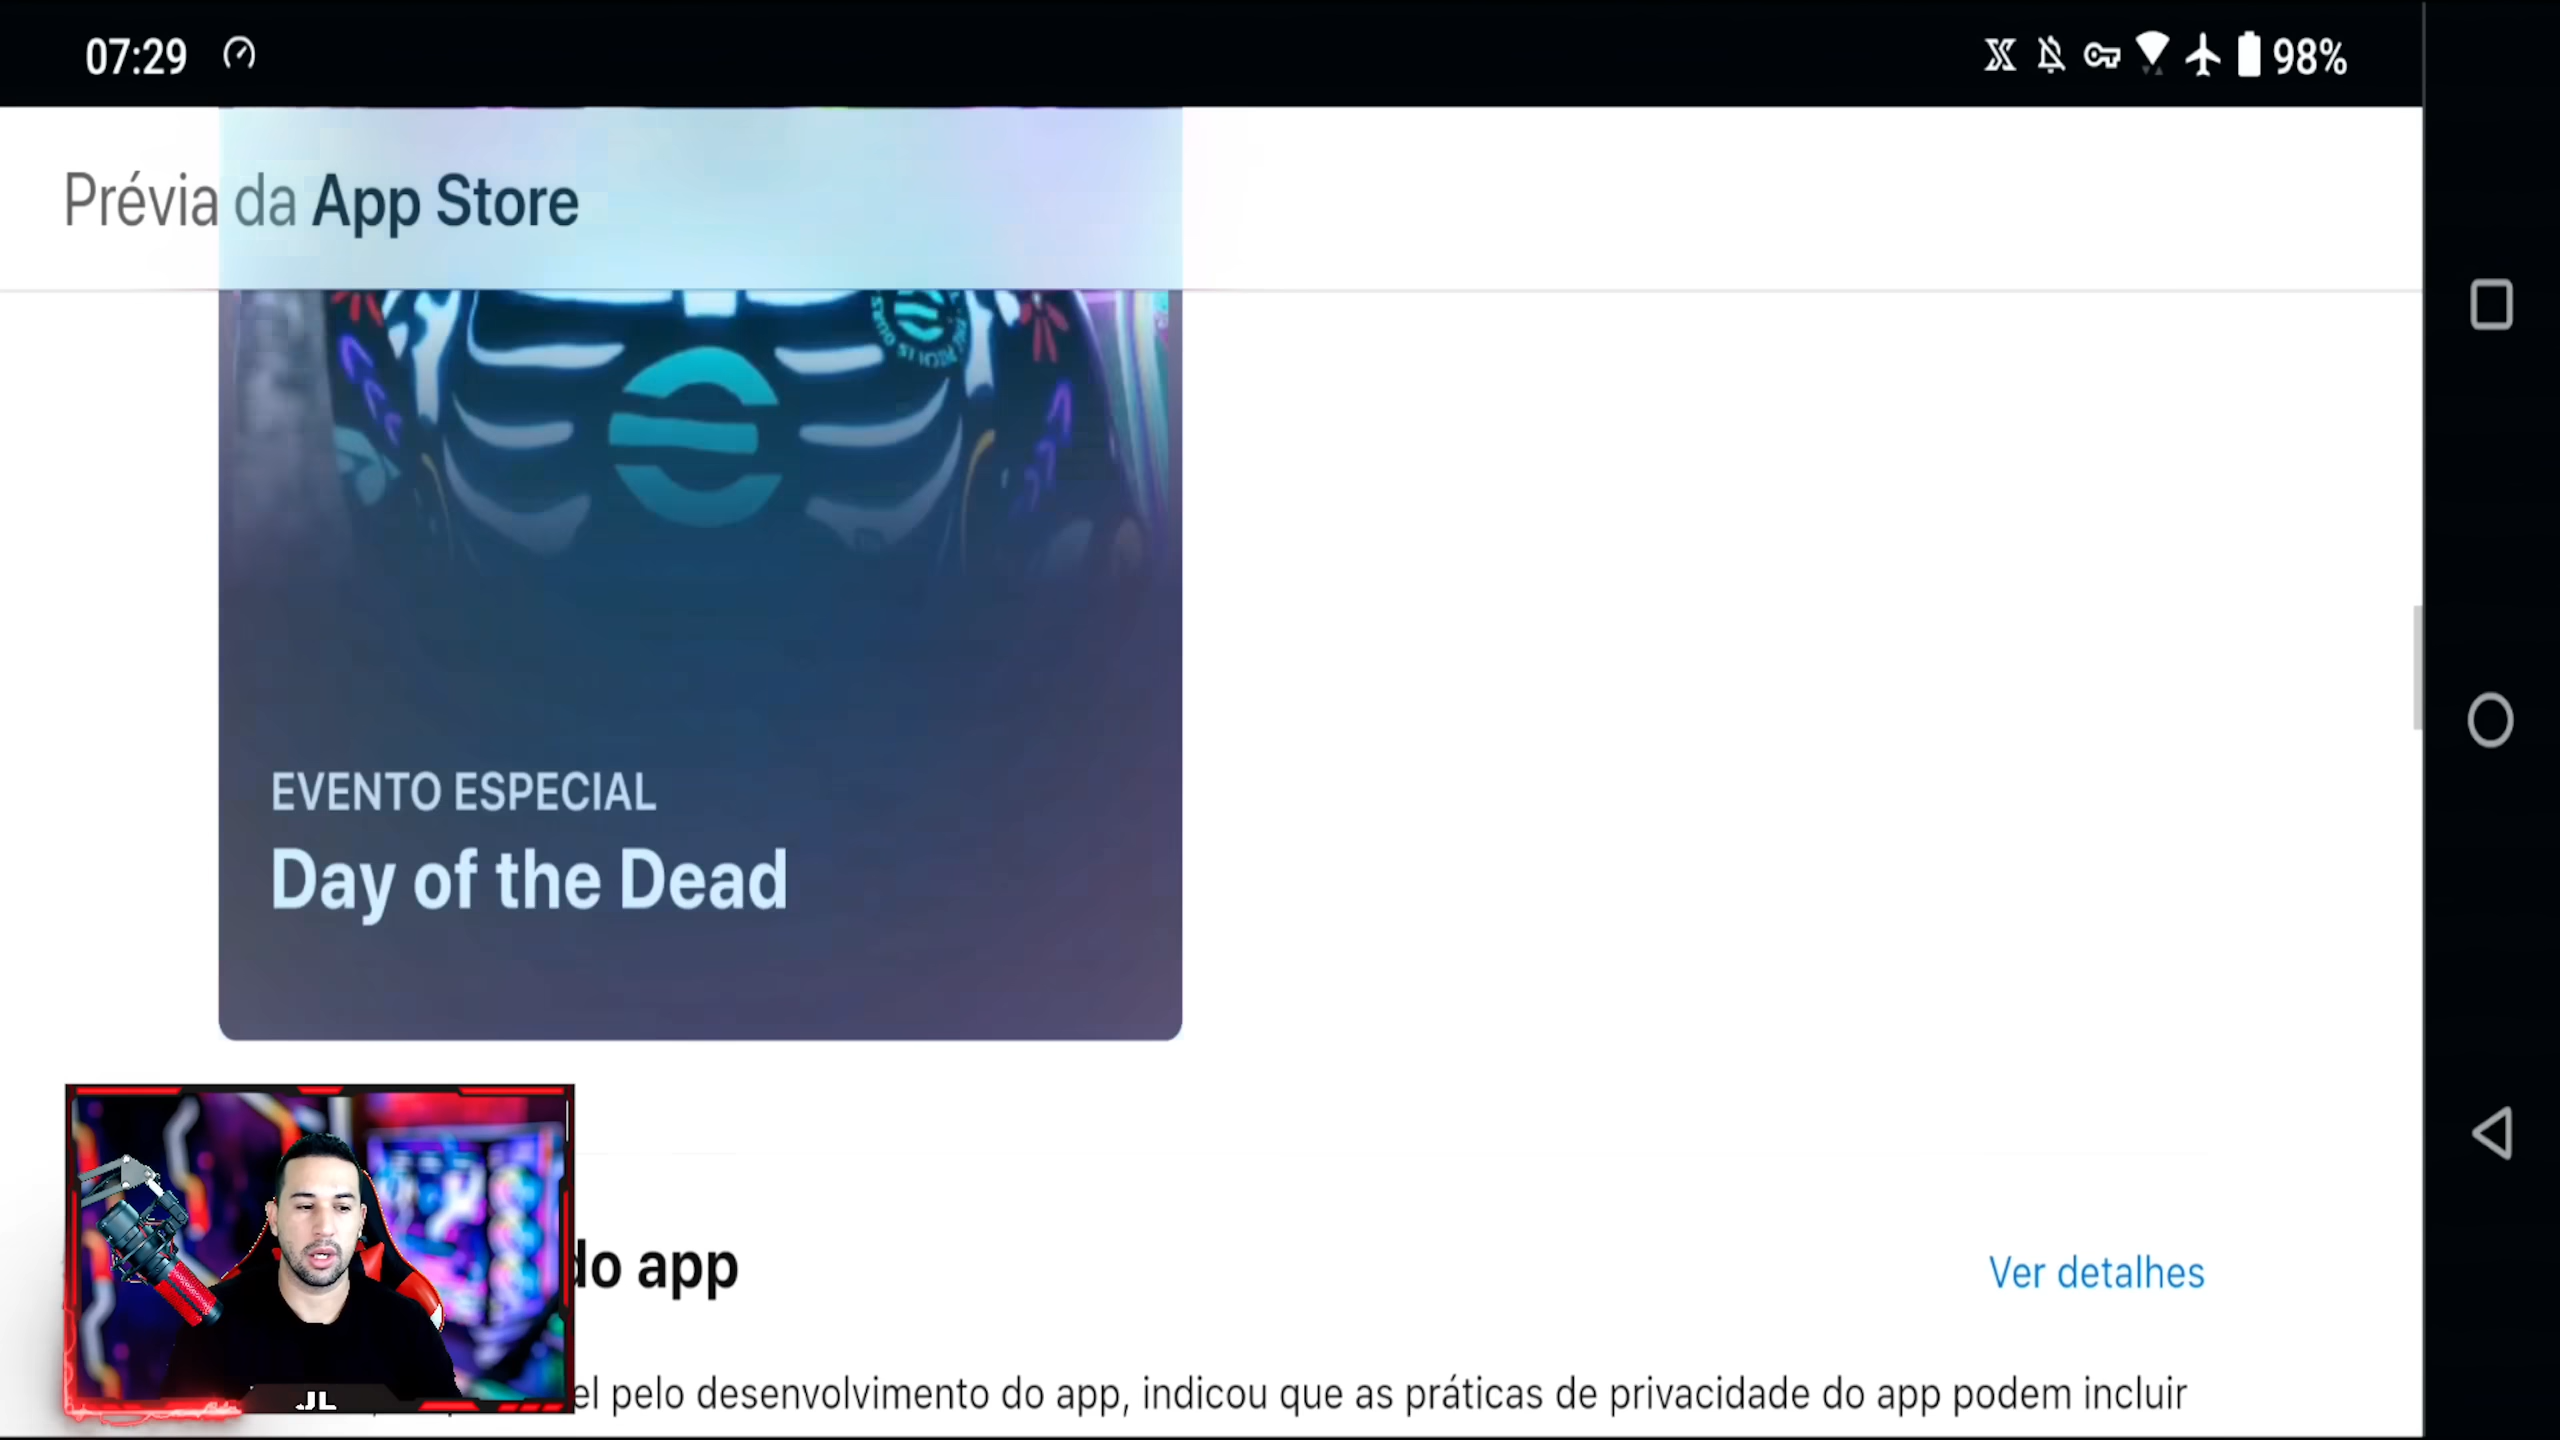 07:29
98%
Prévia da App Store
EVENTO ESPECIAL
Day of the Dead
do app
Ver detalhes
el pelo desenvolvimento do app, indicou que as práticas de privacidade do app podem incluir
JL